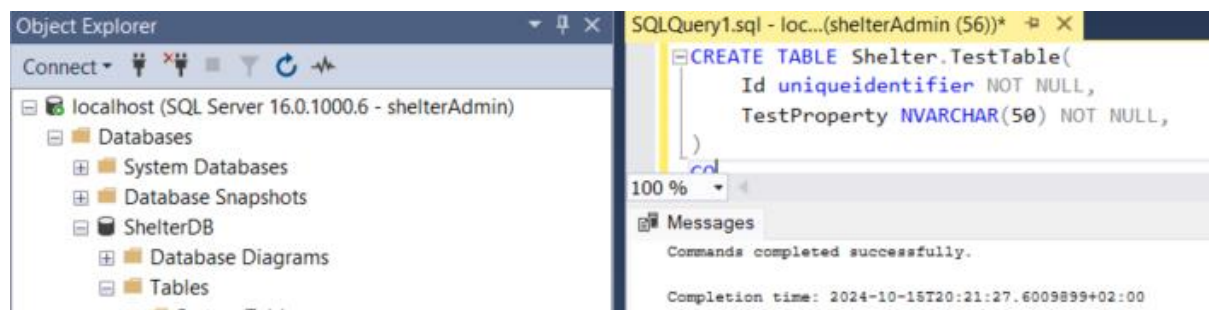 Object Explorer
Connect
localhost (SQL Server 16.0.1000.6 - shelterAdmin)
Databases
System Databases
Database Snapshots
ShelterDB
Database Diagrams
Tables
SQLQuery1.sql - loc...(shelterAdmin (56))*
CREATE TABLE Shelter.TestTable(
Id uniqueidentifier NOT NULL,
TestProperty NVARCHAR(50) NOT NULL,
)
100 %
Messages
Commands completed successfully.
Completion time: 2024-10-15T20:21:27.6009899+02:00